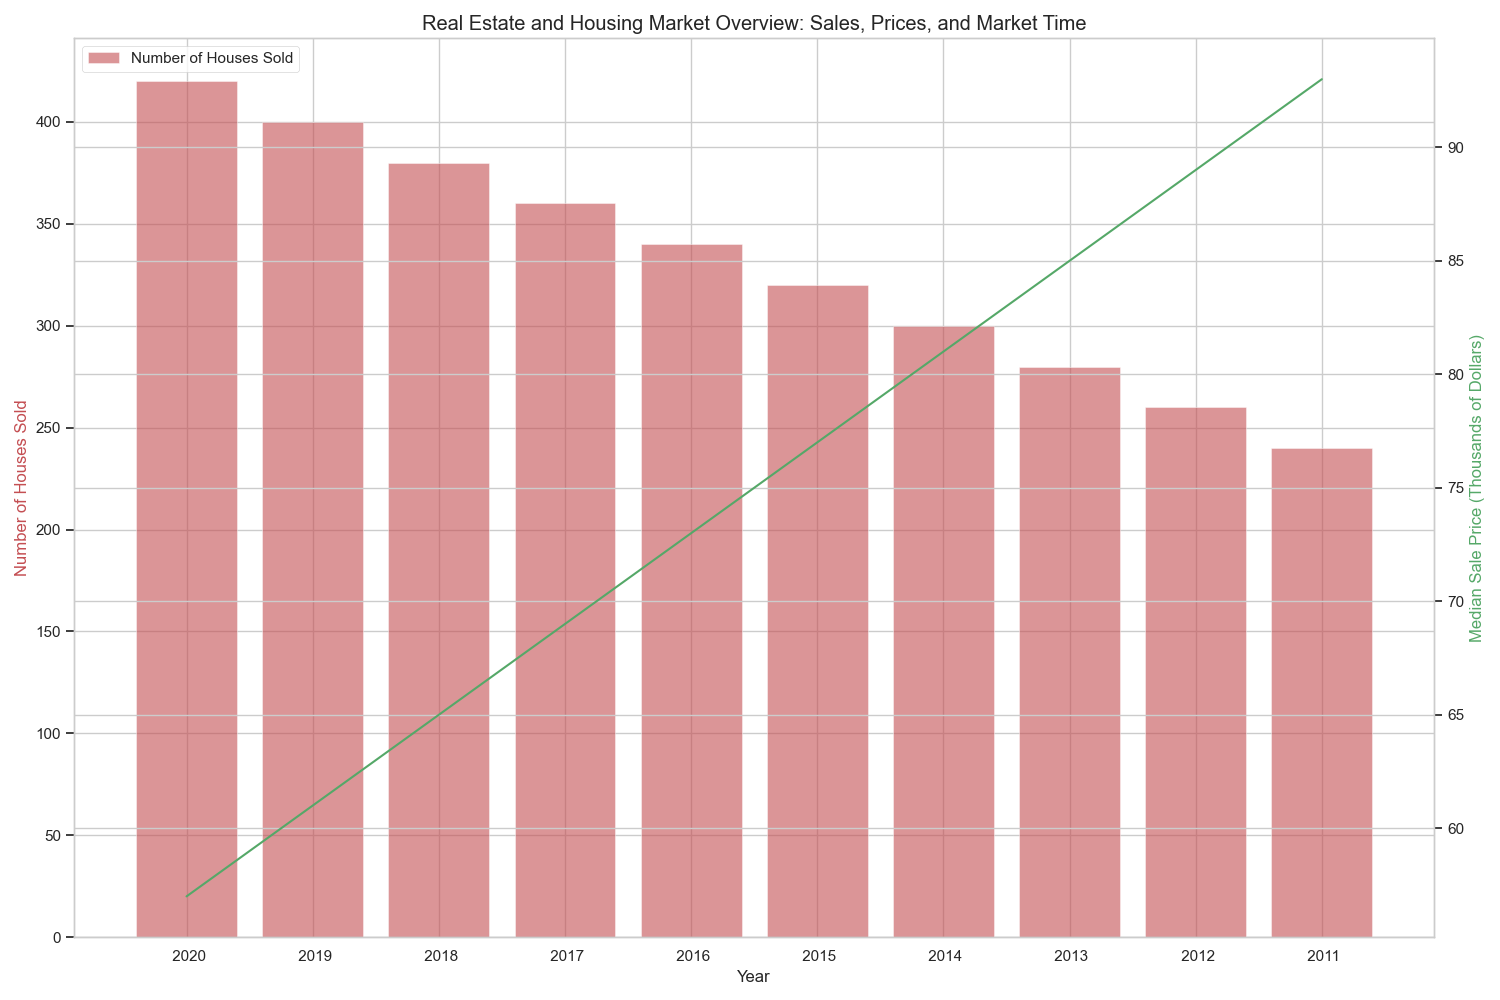 Real Estate and Housing Market Overview: Sales, Prices, and Market Time
Number of Houses Sold
400
350
300
250
200
150
100
50
0
Number of Houses Sold
90
85
80
75
70
65
60
Median Sale Price (Thousands of Dollars)
2020 2019 2018 2017 2016 2015 2014 2013 2012 2011
Year